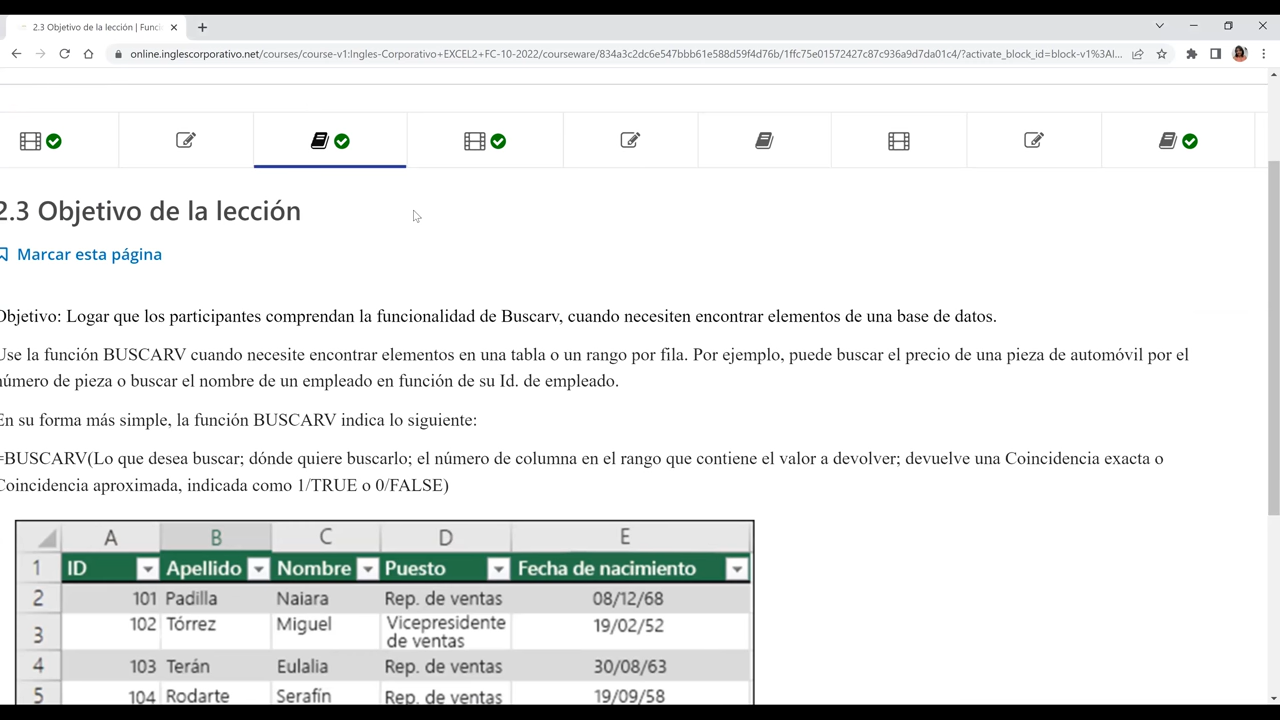 2.3 Objetivo de la lección | Funci
online.inglescorporativo.net/courses/course-v1:Ingles-Corporativo+EXCEL2+FC-10-2022/courseware/834a3c2dc6e547bbb61e588d59f4d76b/1ffc75e01572427c87c936a9d7da01c4/?activate_block_id=block-v1%3AI...
2.3 Objetivo de la lección
Marcar esta página
Objetivo: Logar que los participantes comprendan la funcionalidad de Buscarv, cuando necesiten encontrar elementos de una base de datos.
Use la función BUSCARV cuando necesite encontrar elementos en una tabla o un rango por fila. Por ejemplo, puede buscar el precio de una pieza de automóvil por el
número de pieza o buscar el nombre de un empleado en función de su Id. de empleado.
En su forma más simple, la función BUSCARV indica lo siguiente:
=BUSCARV(Lo que desea buscar; dónde quiere buscarlo; el número de columna en el rango que contiene el valor a devolver; devuelve una Coincidencia exacta o
Coincidencia aproximada, indicada como 1/TRUE o 0/FALSE)
A B C D E
1 ID Apellido Nombre Puesto Fecha de nacimiento
2 101 Padilla Naiara Rep. de ventas 08/12/68
3 102 Tórrez Miguel Vicepresidente 19/02/52
de ventas
4 103 Terán Eulalia Rep. de ventas 30/08/63
5 104 Rodarte Serafín Rep. de ventas 19/09/58